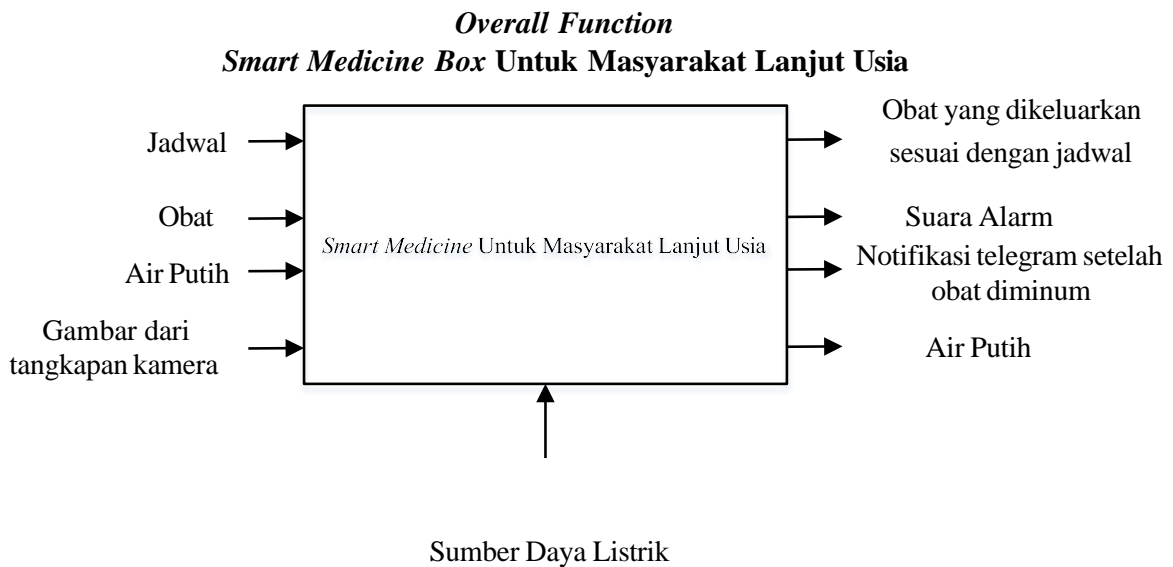 Overall Function
Smart Medicine Box Untuk Masyarakat Lanjut Usia
Jadwal
Obat
Air Putih
Gambar dari
tangkapan kamera
Smart Medicine Untuk Masyarakat Lanjut Usia
Obat yang dikeluarkan
sesuai dengan jadwal
Suara Alarm
Notifikasi telegram setelah
obat diminum
Air Putih
Sumber Daya Listrik